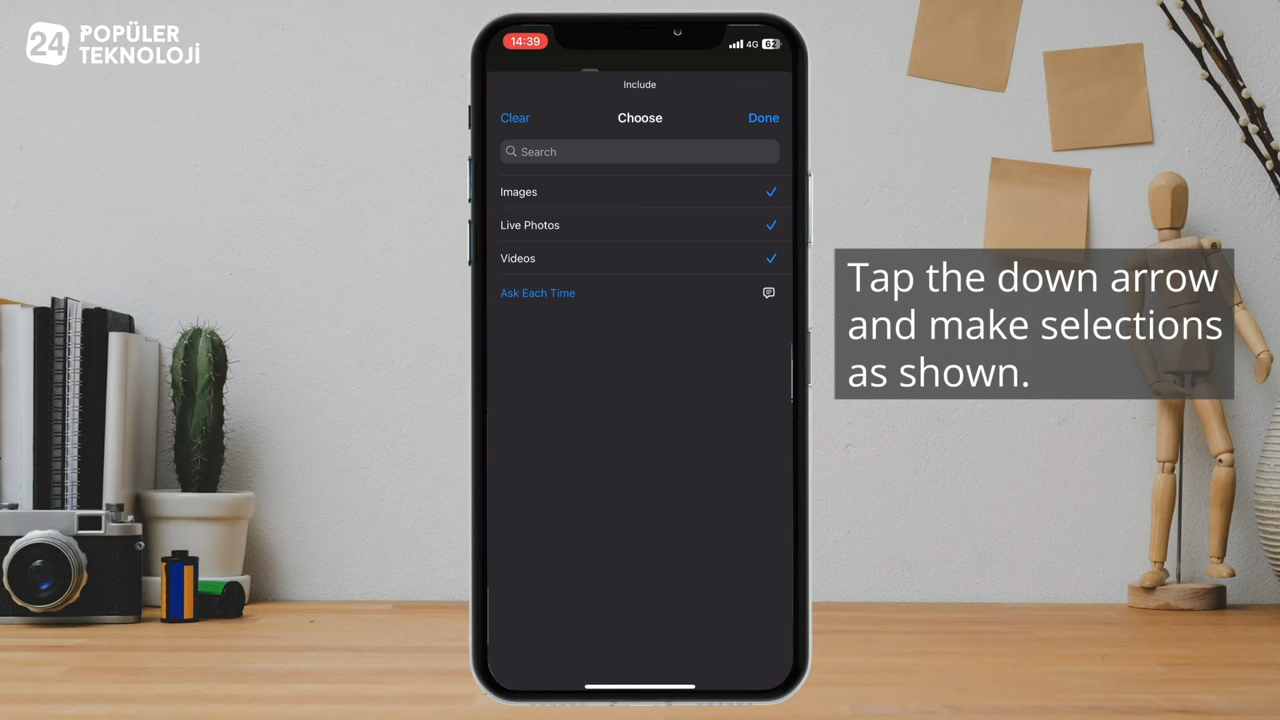 24 POPÜLER
TEKNOLOJİ
14:39
4G 62
Include
Clear
Choose
Done
Search
Images
Live Photos
Videos
Ask Each Time
Tap the down arrow
and make selections
as shown.